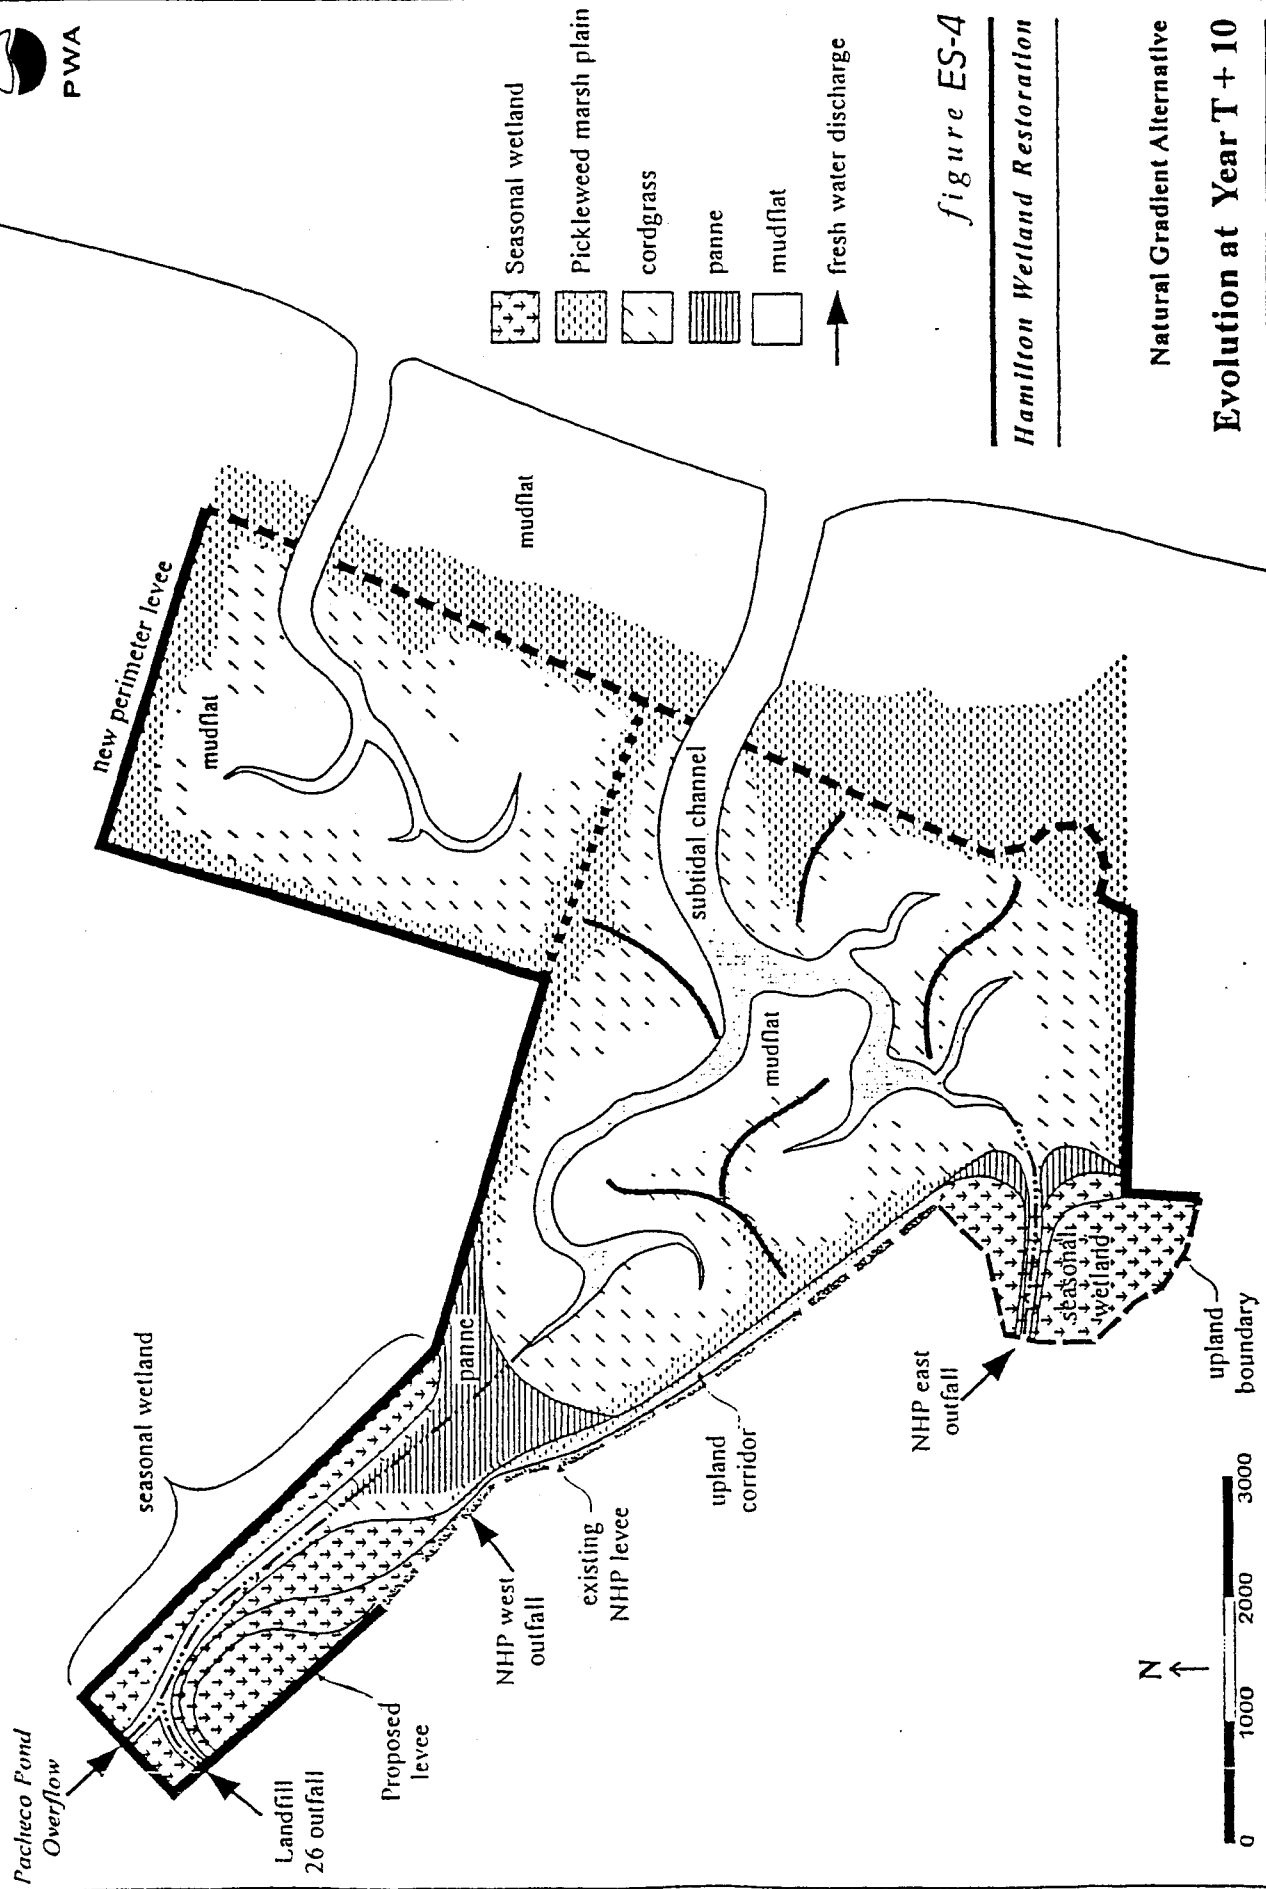 PWA
Pacheco Pond
Overflow
Landfill
26 outfall
Proposed
levee
seasonal wetland
NHP west
outfall
existing
NHP levee
panne
upland
corridor
NHP east
outfall
seasonal
wetland
upland
boundary
new perimeter levee
mudflat
mudflat
mudflat
subtidal channel
Seasonal wetland
Pickleweed marsh plain
cordgrass
panne
mudflat
fresh water discharge
N
0 1000 2000 3000
figure ES-4
Hamilton Wetland Restoration
Natural Gradient Alternative
Evolution at Year T + 10